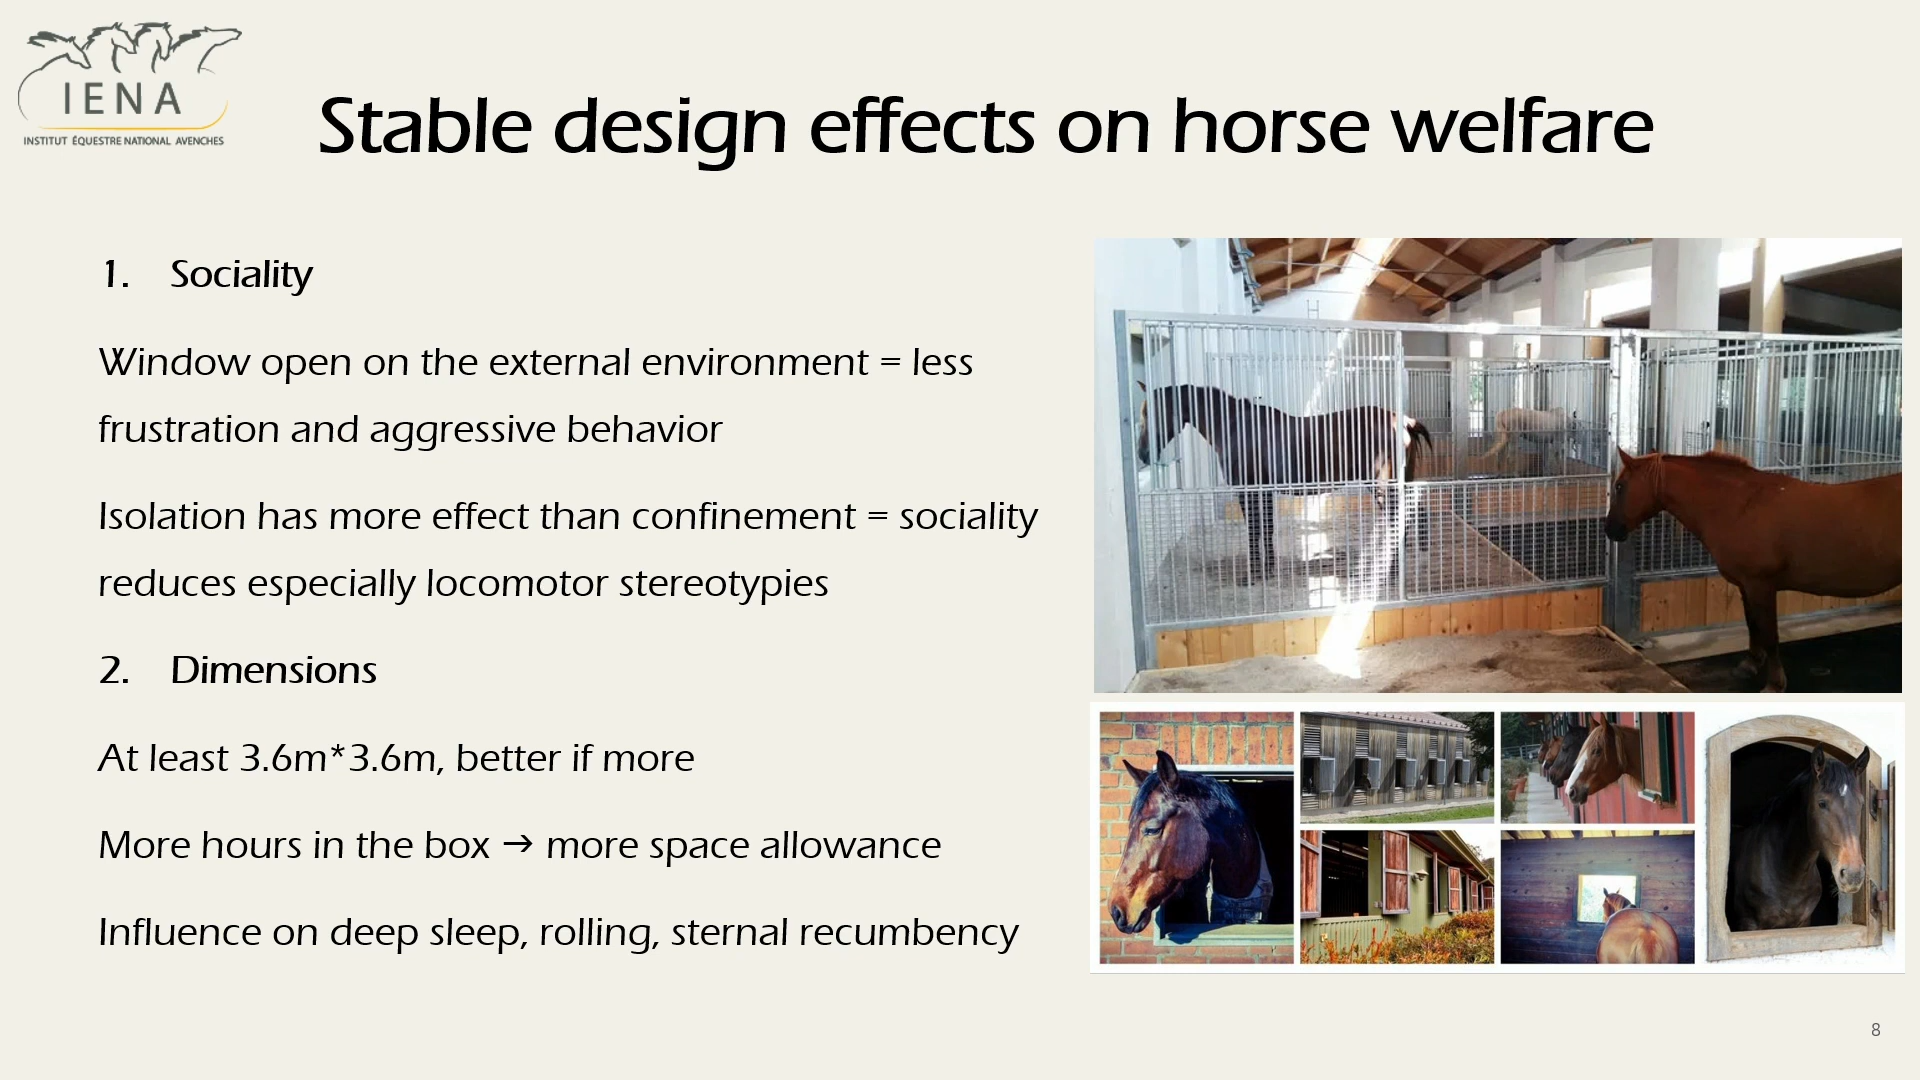 IENA
INSTITUT ÉQUESTRE NATIONAL AVENCHES
Stable design effects on horse welfare
1. Sociality
Window open on the external environment = less
frustration and aggressive behavior
Isolation has more effect than confinement = sociality
reduces especially locomotor stereotypies
2. Dimensions
At least 3.6m*3.6m, better if more
More hours in the box → more space allowance
Influence on deep sleep, rolling, sternal recumbency
8